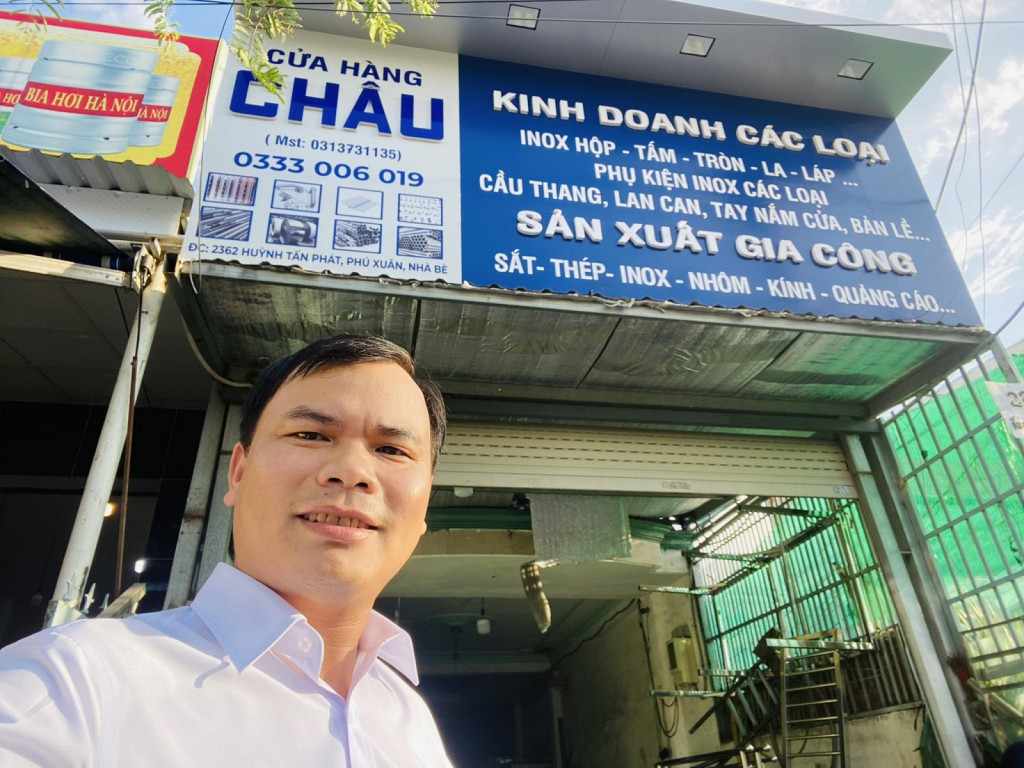 BIA HƠI HÀ NỘI
CỬA HÀNG
CHÂU
( Mst: 0313731135)
0333 006 019
ĐC: 2362 HUỲNH TẤN PHÁT, PHÚ XUÂN, NHÀ BÈ
KINH DOANH CÁC LOẠI
INOX HỘP - TẤM - TRÒN - LA - LÁP ...
PHỤ KIỆN INOX CÁC LOẠI
CẦU THANG, LAN CAN, TAY NẮM CỬA, BẢN LỀ...
SẢN XUẤT GIA CÔNG
SẮT- THÉP- INOX - NHÔM - KÍNH - QUẢNG CÁO...